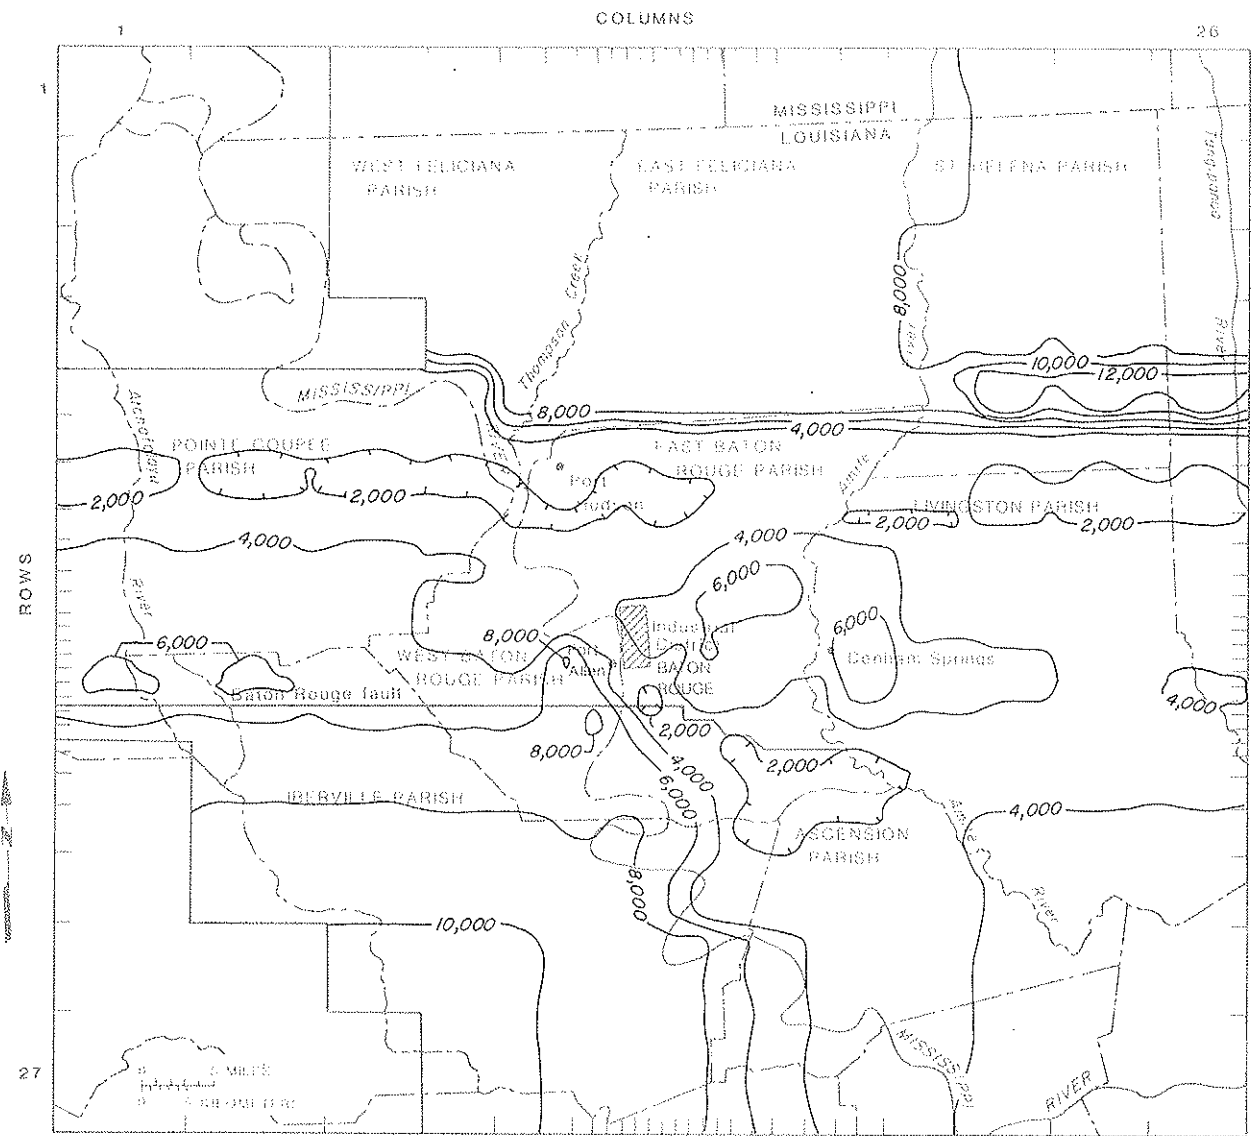 COLUMNS
1
26
1
MISSISSIPPI
LOUISIANA
WEST FELICIANA
PARISH
EAST FELICIANA
PARISH
ST. HELENA PARISH
River
Thompson Creek
8,000
10,000
12,000
MISSISSIPPI
Atchafalaya
8,000
4,000
POINTE COUPEE
PARISH
RIVER
EAST BATON
ROUGE PARISH
Port
Hudson
Amite
2,000
2,000
LIVINGSTON PARISH
2,000
2,000
4,000
4,000
6,000
ROWS
River
6,000
8,000
Industrial
District
6,000
WEST BATON
ROUGE PARISH
Port
Allen
BATON
ROUGE
Denham Springs
Baton Rouge fault
4,000
2,000
8,000
4,000
2,000
6,000
IBERVILLE PARISH
4,000
ASCENSION
PARISH
Amite
River
8,000
10,000
N
27
MISSISSIPPI
RIVER